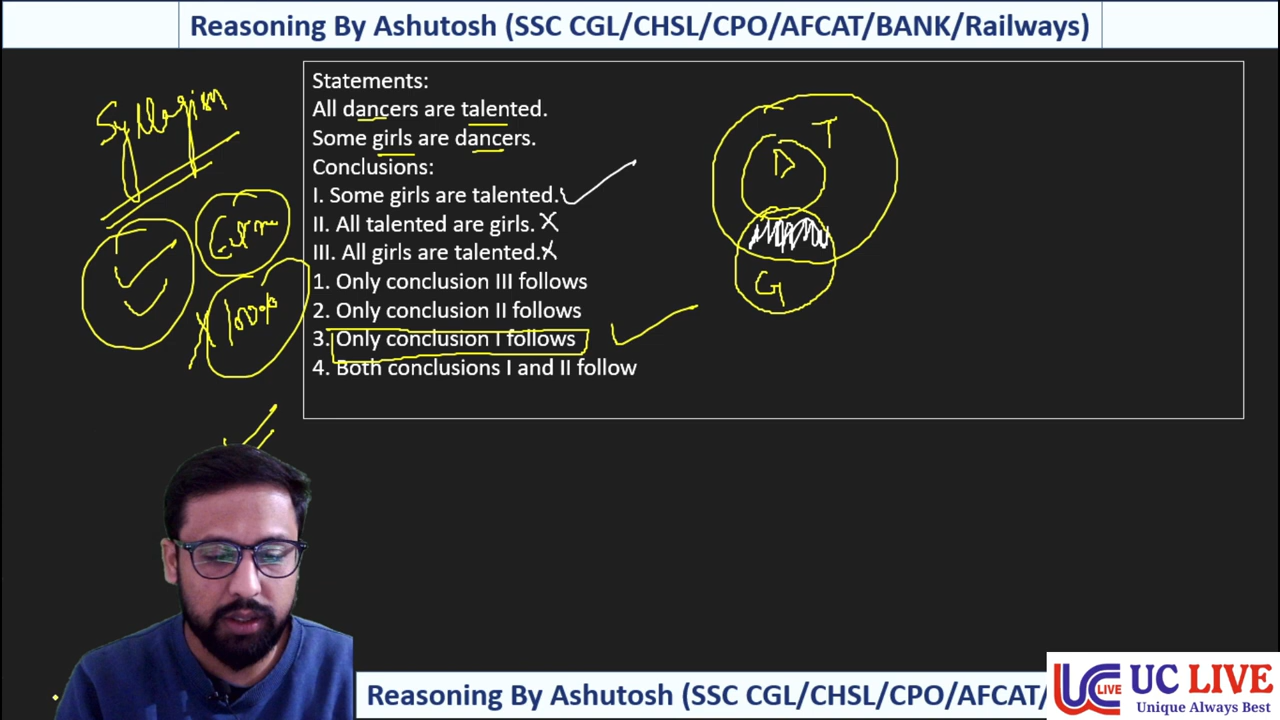 Reasoning By Ashutosh (SSC CGL/CHSL/CPO/AFCAT/BANK/Railways)
Syllogism
Statements:
All dancers are talented.
Some girls are dancers.
Conclusions:
I. Some girls are talented.
II. All talented are girls.
III. All girls are talented.
1. Only conclusion III follows
2. Only conclusion II follows
3. Only conclusion I follows
4. Both conclusions I and II follow
T
D
G
100%
Reasoning By Ashutosh (SSC CGL/CHSL/CPO/AFCAT/
UC LIVE
LIVE
Unique Always Best